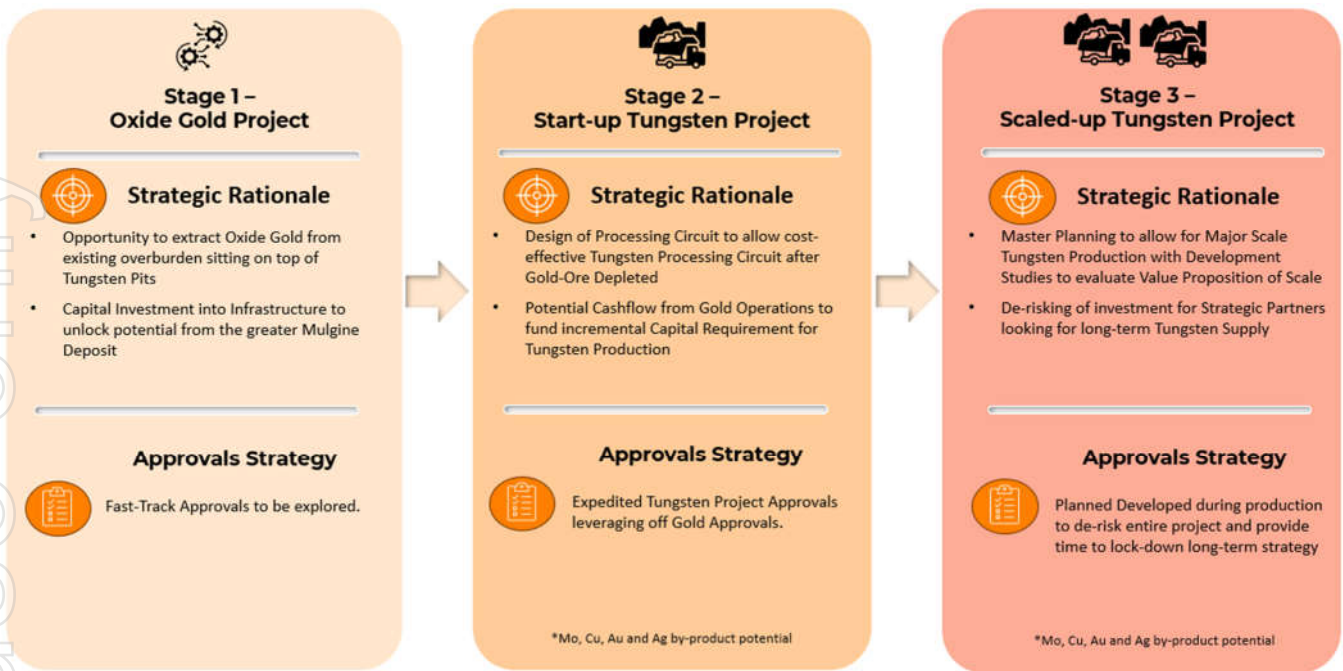 Stage 1 –
Oxide Gold Project
Strategic Rationale
• Opportunity to extract Oxide Gold from
existing overburden sitting on top of
Tungsten Pits
• Capital Investment into Infrastructure to
unlock potential from the greater Mulgine
Deposit
Approvals Strategy
Fast-Track Approvals to be explored.
Stage 2 –
Start-up Tungsten Project
Strategic Rationale
• Design of Processing Circuit to allow cost-
effective Tungsten Processing Circuit after
Gold-Ore Depleted
• Potential Cashflow from Gold Operations to
fund incremental Capital Requirement for
Tungsten Production
Approvals Strategy
Expedited Tungsten Project Approvals
leveraging off Gold Approvals.
*Mo, Cu, Au and Ag by-product potential
Stage 3 –
Scaled-up Tungsten Project
Strategic Rationale
• Master Planning to allow for Major Scale
Tungsten Production with Development
Studies to evaluate Value Proposition of Scale
• De-risking of investment for Strategic Partners
looking for long-term Tungsten Supply
Approvals Strategy
Planned Developed during production
to de-risk entire project and provide
time to lock-down long-term strategy
*Mo, Cu, Au and Ag by-product potential